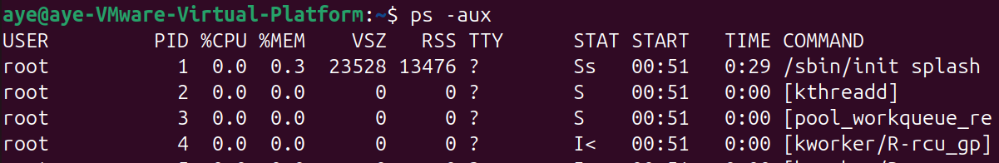 aye@aye-VMware-Virtual-Platform:~$ ps -aux
USER PID %CPU %MEM VSZ RSS TTY STAT START TIME COMMAND
root 1 0.0 0.3 23528 13476 ? Ss 00:51 0:29 /sbin/init splash
root 2 0.0 0.0 0 0 ? S 00:51 0:00 [kthreadd]
root 3 0.0 0.0 0 0 ? S 00:51 0:00 [pool_workqueue_re
root 4 0.0 0.0 0 0 ? I< 00:51 0:00 [kworker/R-rcu_gp]